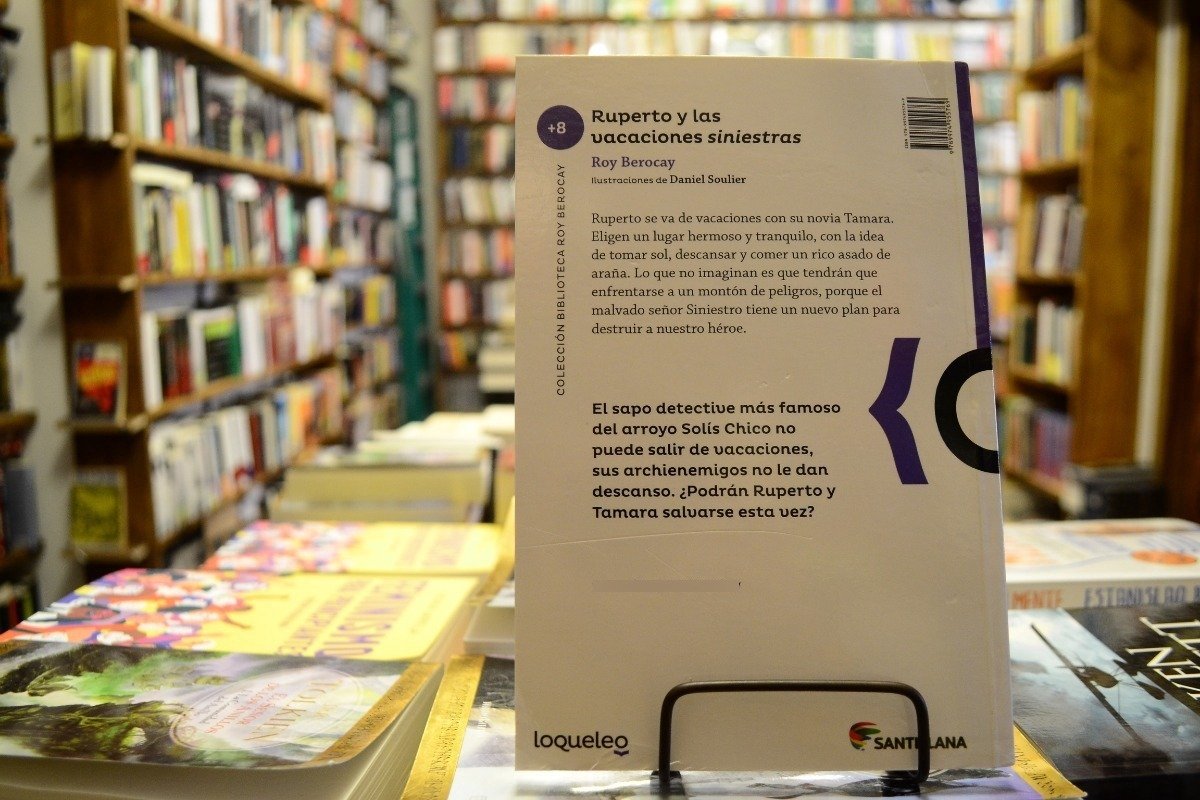 +8
Ruperto y las
vacaciones siniestras
Roy Berocay
Ilustraciones de Daniel Soulier
COLECCIÓN BIBLIOTECA ROY BEROCAY
Ruperto se va de vacaciones con su novia Tamara.
Eligen un lugar hermoso y tranquilo, con la idea
de tomar sol, descansar y comer un rico asado de
araña. Lo que no imaginan es que tendrán que
enfrentarse a un montón de peligros, porque el
malvado señor Siniestro tiene un nuevo plan para
destruir a nuestro héroe.
El sapo detective más famoso
del arroyo Solís Chico no
puede salir de vacaciones,
sus archienemigos no le dan
descanso. ¿Podrán Ruperto y
Tamara salvarse esta vez?
loqueleo
SANTILLANA
TOLKIEN
MENTE
ESTANISLAO